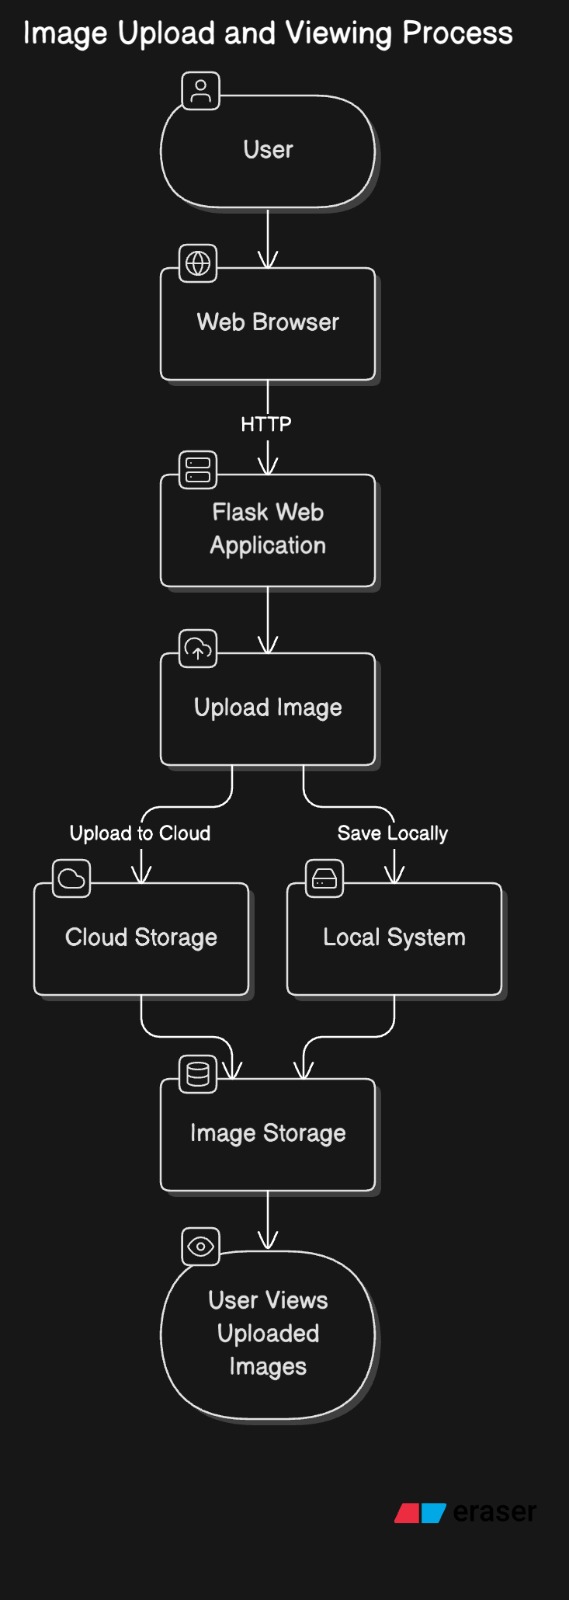 Image Upload and Viewing Process
User
Web Browser
HTTP
Flask Web
Application
Upload Image
Upload to Cloud
Save Locally
Cloud Storage
Local System
Image Storage
User Views
Uploaded
Images
eraser